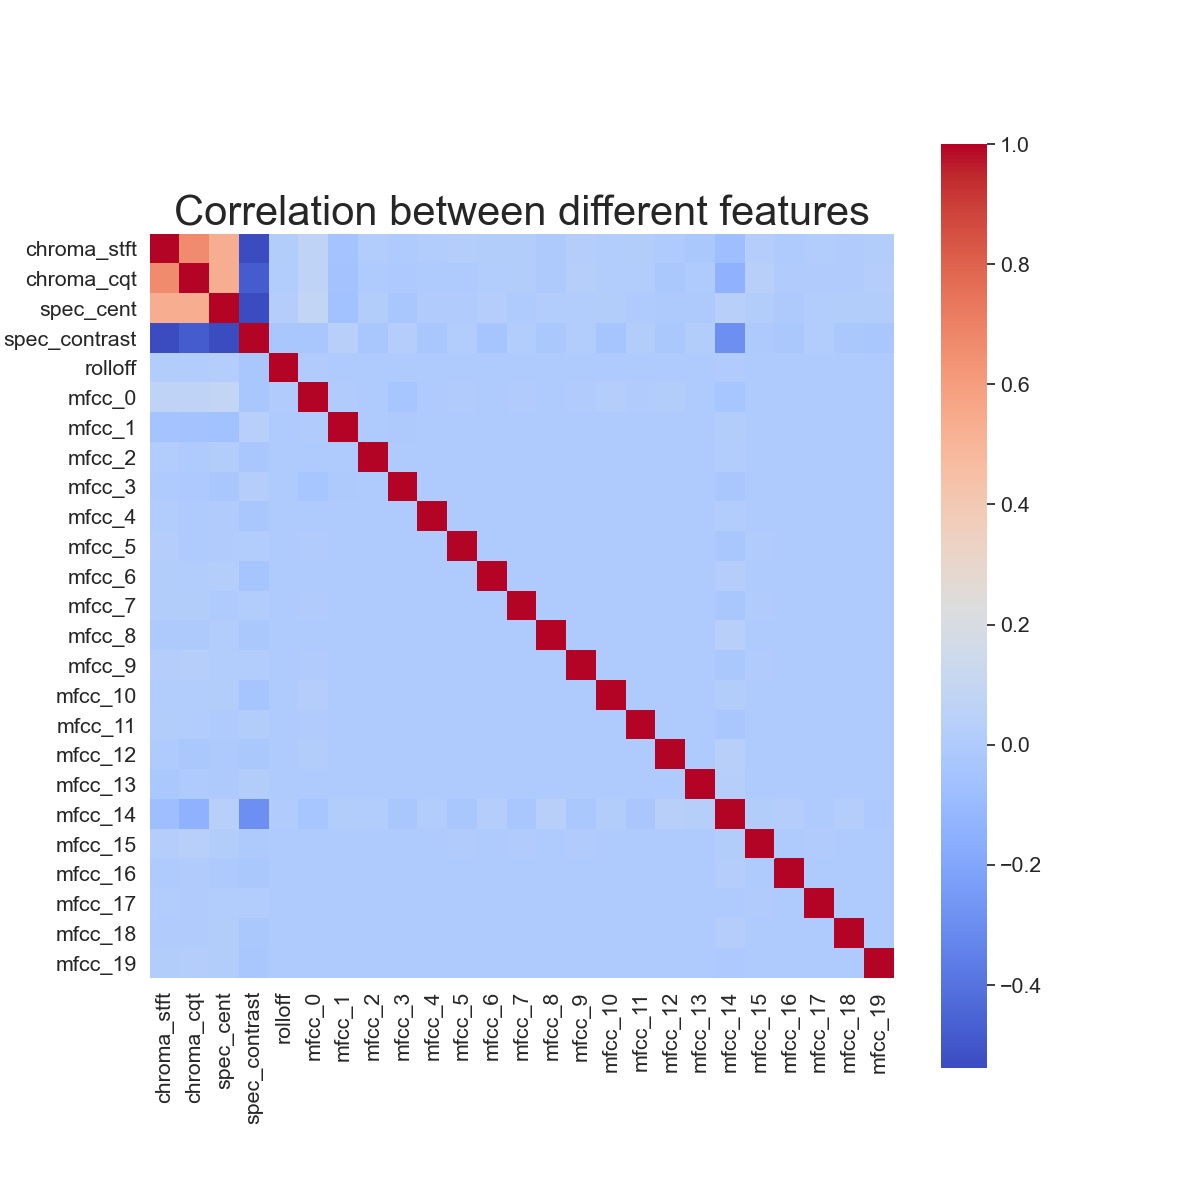 Correlation between different features
chroma_stft
chroma_cqt
spec_cent
spec_contrast
rolloff
mfcc_0
mfcc_1
mfcc_2
mfcc_3
mfcc_4
mfcc_5
mfcc_6
mfcc_7
mfcc_8
mfcc_9
mfcc_10
mfcc_11
mfcc_12
mfcc_13
mfcc_14
mfcc_15
mfcc_16
mfcc_17
mfcc_18
mfcc_19
chroma_stft
chroma_cqt
spec_cent
spec_contrast
rolloff
mfcc_0
mfcc_1
mfcc_2
mfcc_3
mfcc_4
mfcc_5
mfcc_6
mfcc_7
mfcc_8
mfcc_9
mfcc_10
mfcc_11
mfcc_12
mfcc_13
mfcc_14
mfcc_15
mfcc_16
mfcc_17
mfcc_18
mfcc_19
1.0
0.8
0.6
0.4
0.2
0.0
−0.2
−0.4